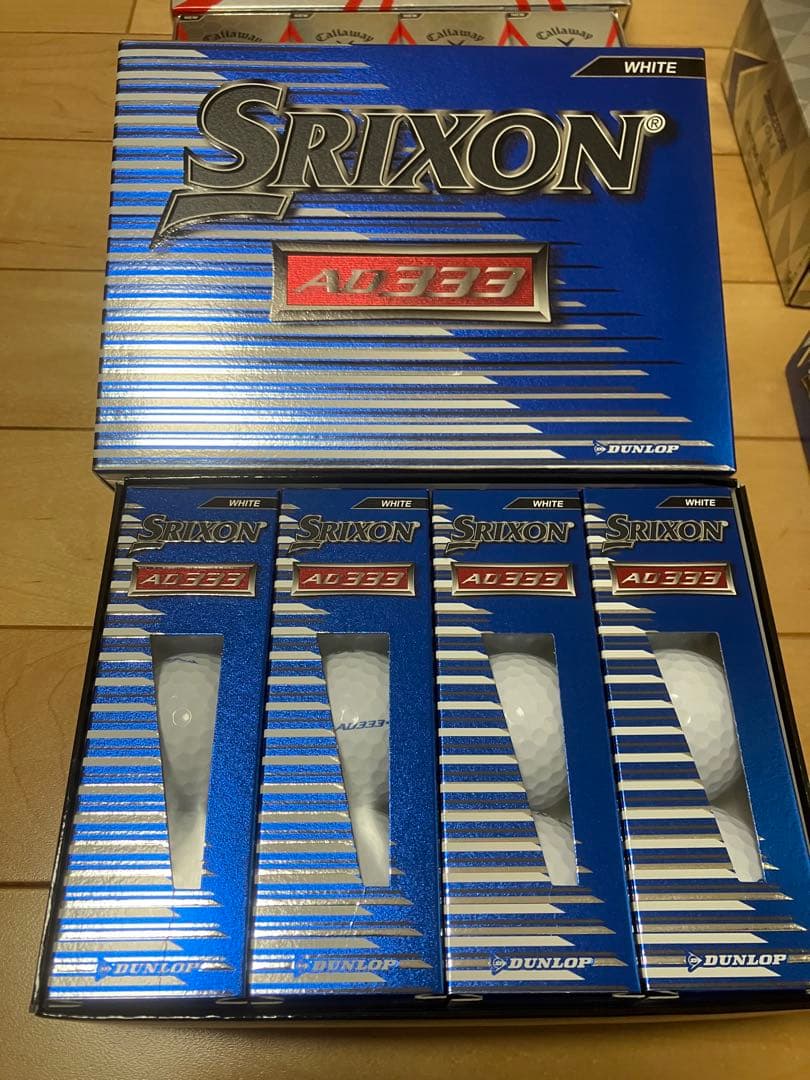 Callaway Callaway Callaway Callaway
WHITE
SRIXON®
AD333
DUNLOP
WHITE WHITE WHITE WHITE
SRIXON SRIXON SRIXON SRIXON
AD333 AD333 AD333 AD333
AD333
DUNLOP DUNLOP DUNLOP DUNLOP